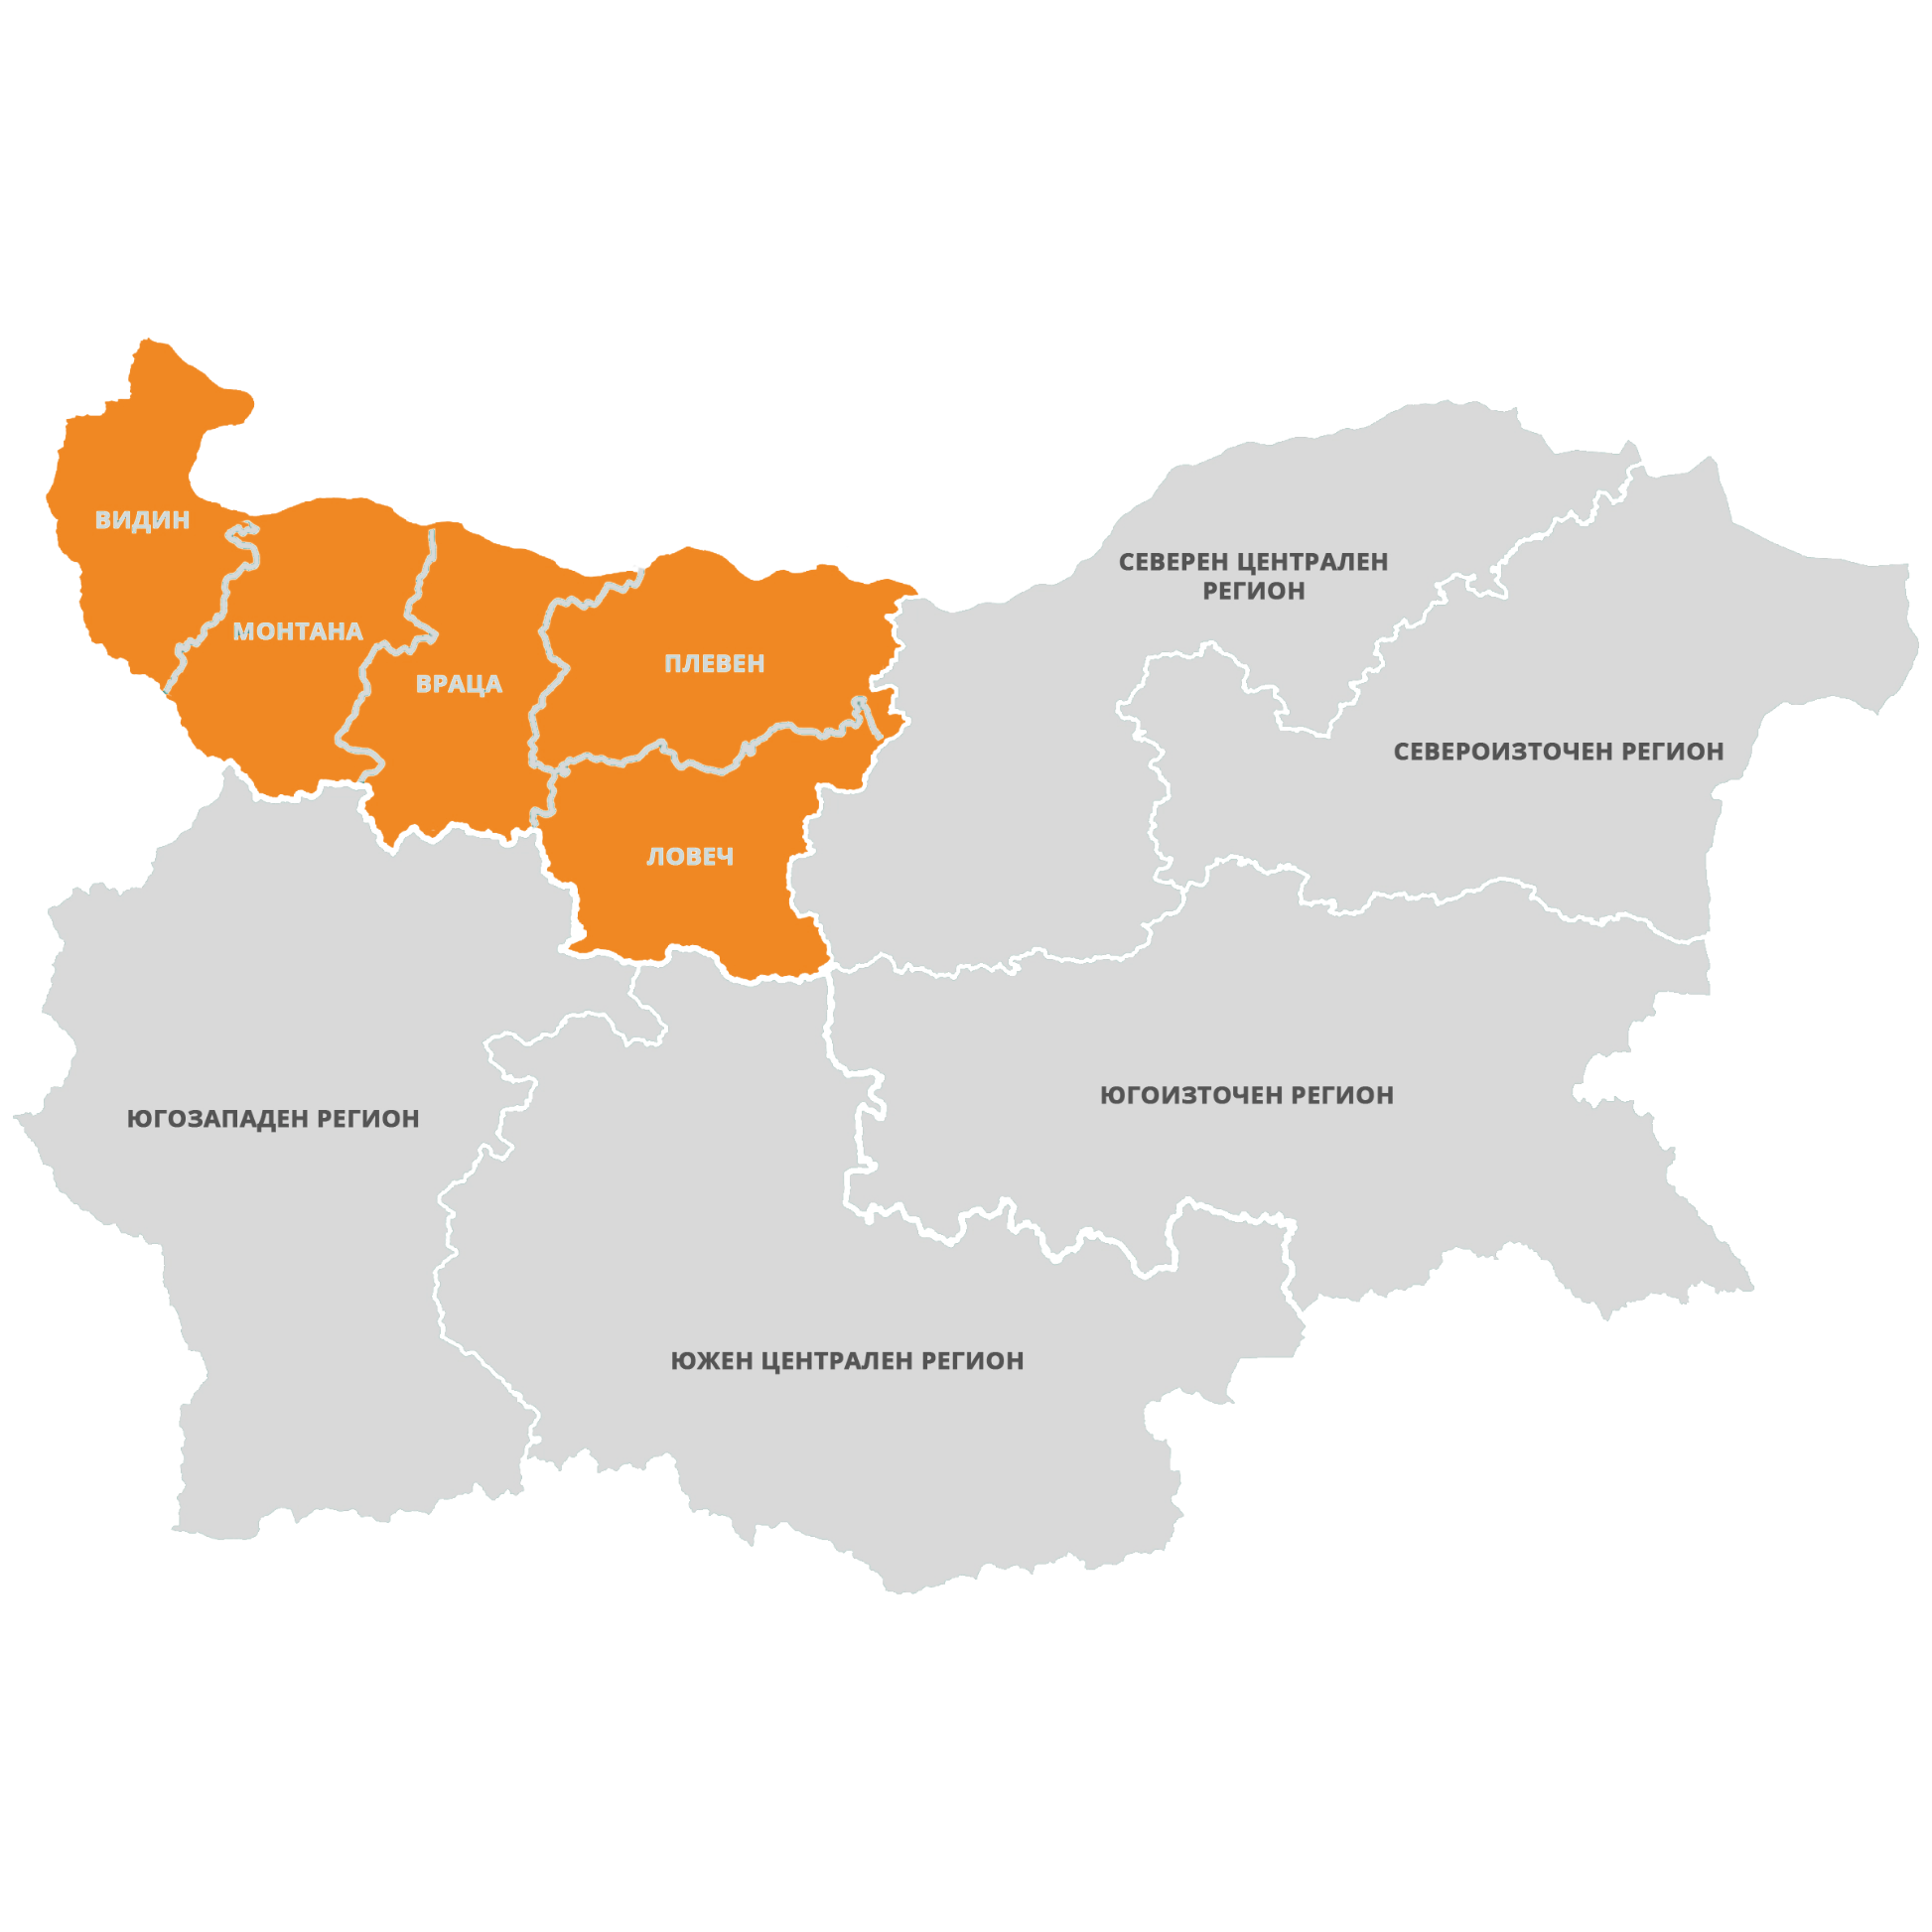 ВИДИН
МОНТАНА
ВРАЦА
ПЛЕВЕН
ЛОВЕЧ
СЕВЕРЕН ЦЕНТРАЛЕН
РЕГИОН
СЕВЕРОИЗТОЧЕН РЕГИОН
ЮГОЗАПАДЕН РЕГИОН
ЮГОИЗТОЧЕН РЕГИОН
ЮЖЕН ЦЕНТРАЛЕН РЕГИОН